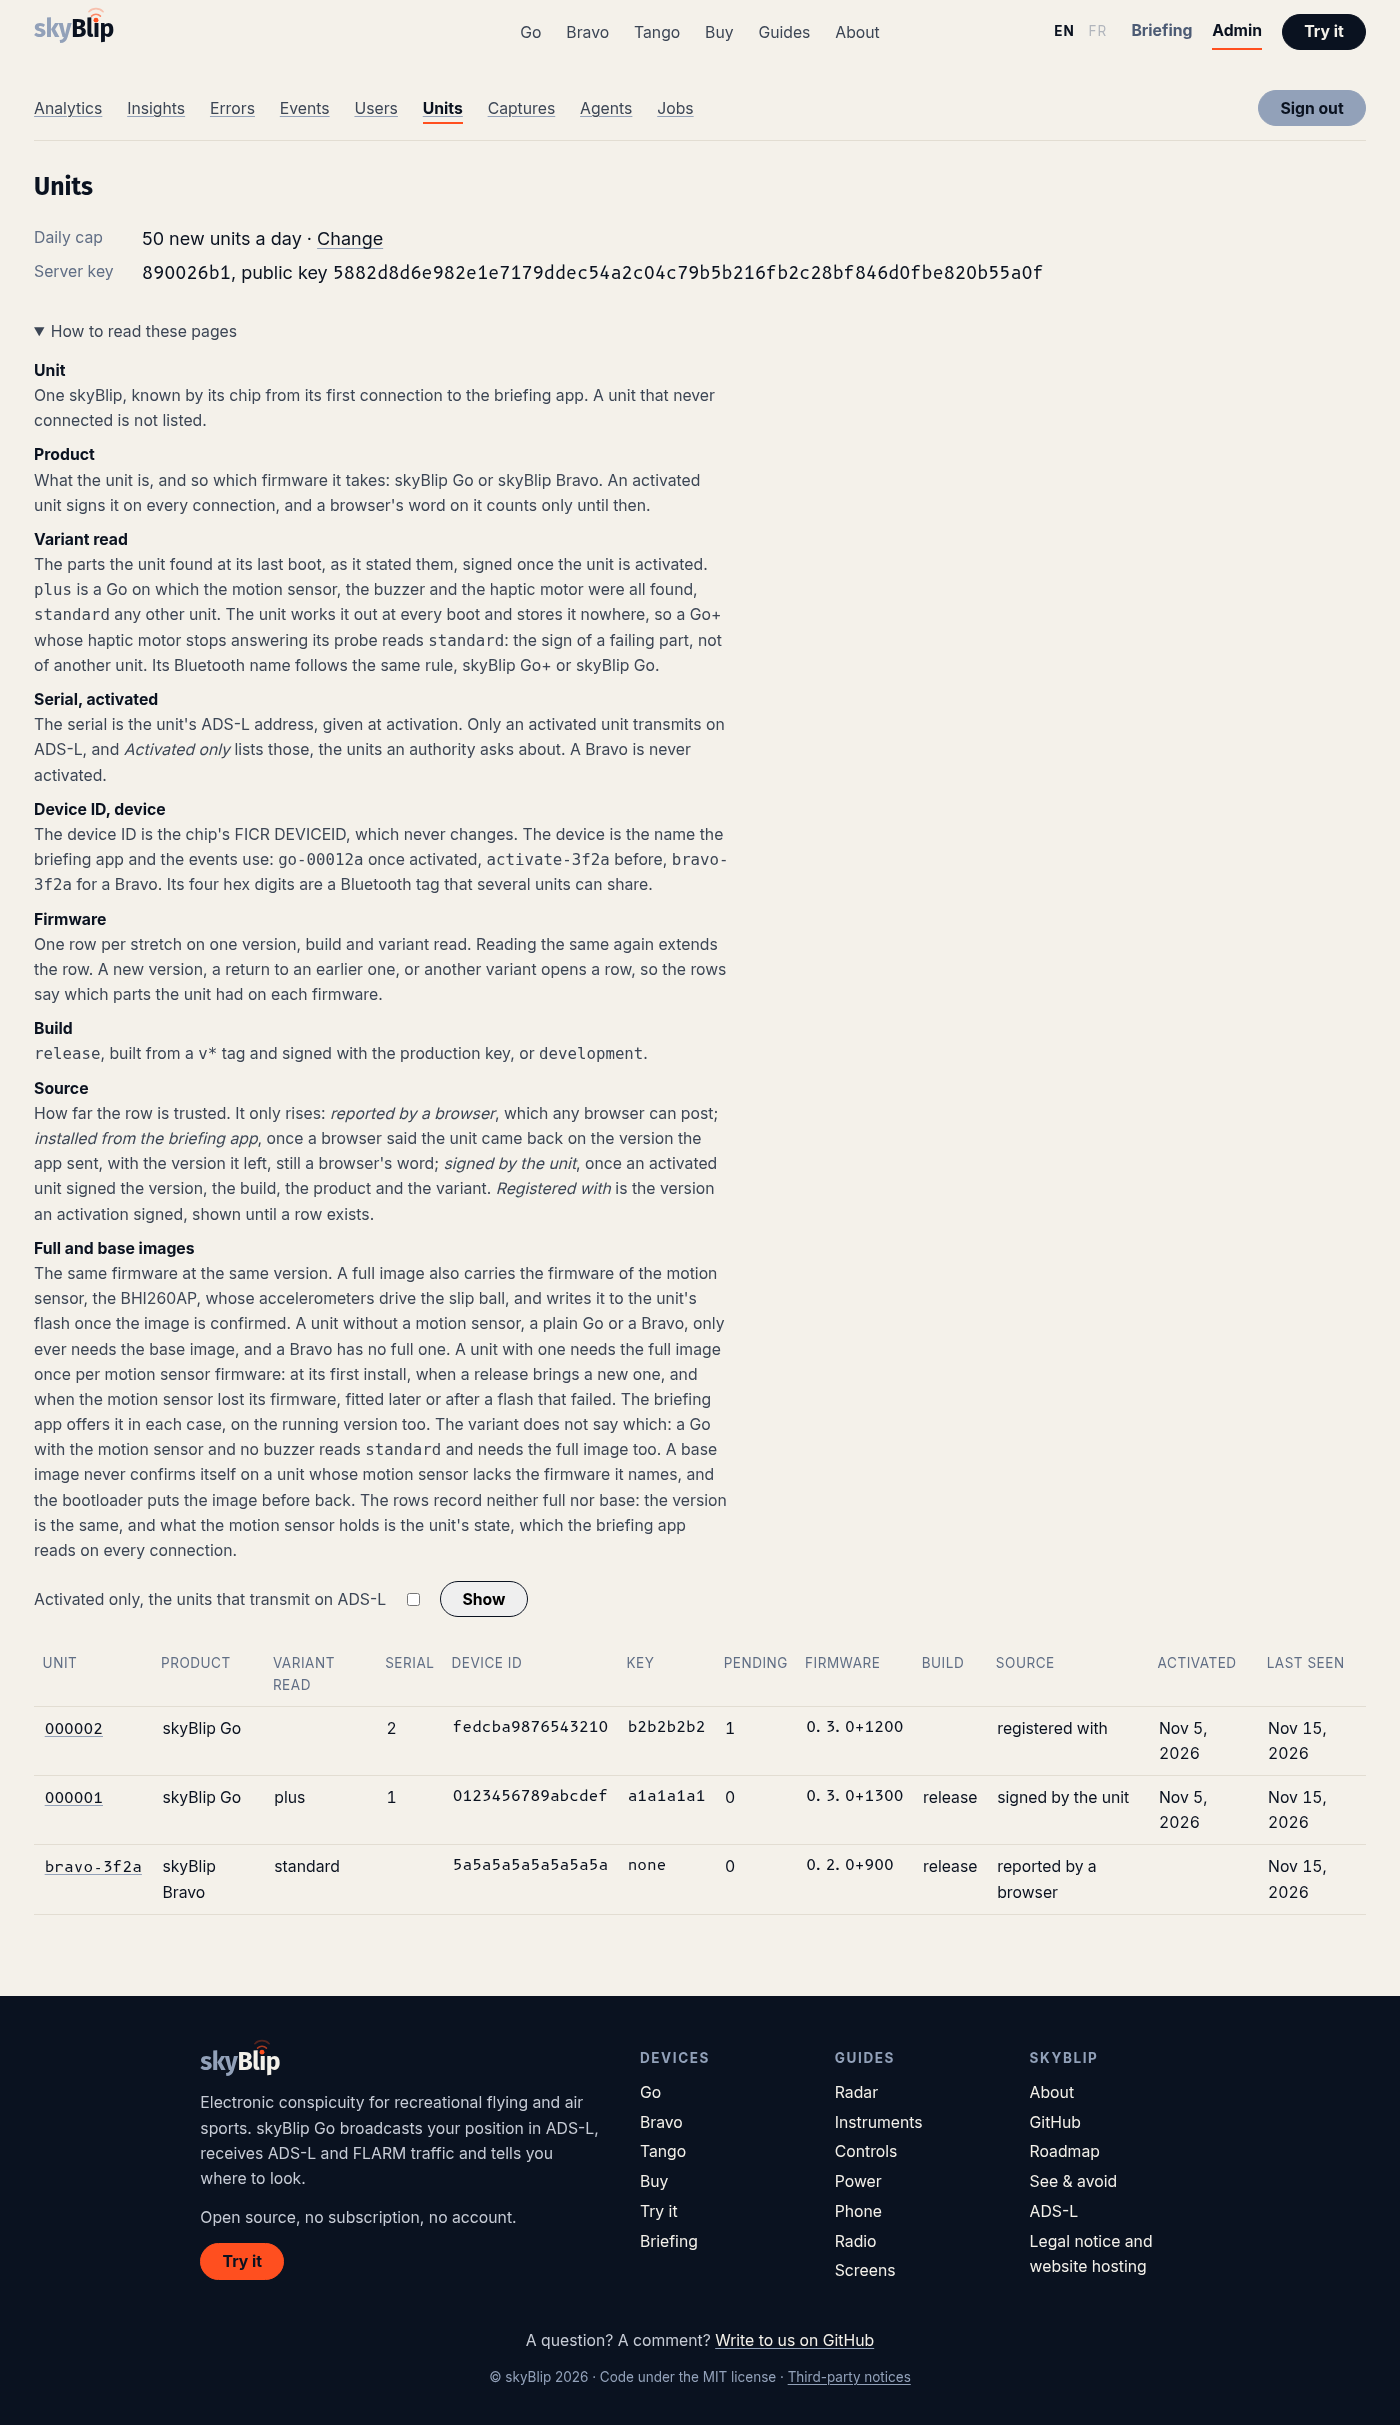 skyBlip
Go Bravo Tango Buy Guides About
EN FR Briefing Admin Try it
Analytics Insights Errors Events Users Units Captures Agents Jobs
Sign out
Units
Daily cap 50 new units a day · Change
Server key 890026b1, public key 5882d8d6e982e1e7179ddec54a2c04c79b5b216fb2c28bf846d0fbe820b55a0f
▼ How to read these pages
Unit
One skyBlip, known by its chip from its first connection to the briefing app. A unit that never
connected is not listed.
Product
What the unit is, and so which firmware it takes: skyBlip Go or skyBlip Bravo. An activated
unit signs it on every connection, and a browser's word on it counts only until then.
Variant read
The parts the unit found at its last boot, as it stated them, signed once the unit is activated.
plus is a Go on which the motion sensor, the buzzer and the haptic motor were all found,
standard any other unit. The unit works it out at every boot and stores it nowhere, so a Go+
whose haptic motor stops answering its probe reads standard: the sign of a failing part, not
of another unit. Its Bluetooth name follows the same rule, skyBlip Go+ or skyBlip Go.
Serial, activated
The serial is the unit's ADS-L address, given at activation. Only an activated unit transmits on
ADS-L, and Activated only lists those, the units an authority asks about. A Bravo is never
activated.
Device ID, device
The device ID is the chip's FICR DEVICEID, which never changes. The device is the name the
briefing app and the events use: go-00012a once activated, activate-3f2a before, bravo-
3f2a for a Bravo. Its four hex digits are a Bluetooth tag that several units can share.
Firmware
One row per stretch on one version, build and variant read. Reading the same again extends
the row. A new version, a return to an earlier one, or another variant opens a row, so the rows
say which parts the unit had on each firmware.
Build
release, built from a v* tag and signed with the production key, or development.
Source
How far the row is trusted. It only rises: reported by a browser, which any browser can post;
installed from the briefing app, once a browser said the unit came back on the version the
app sent, with the version it left, still a browser's word; signed by the unit, once an activated
unit signed the version, the build, the product and the variant. Registered with is the version
an activation signed, shown until a row exists.
Full and base images
The same firmware at the same version. A full image also carries the firmware of the motion
sensor, the BHI260AP, whose accelerometers drive the slip ball, and writes it to the unit's
flash once the image is confirmed. A unit without a motion sensor, a plain Go or a Bravo, only
ever needs the base image, and a Bravo has no full one. A unit with one needs the full image
once per motion sensor firmware: at its first install, when a release brings a new one, and
when the motion sensor lost its firmware, fitted later or after a flash that failed. The briefing
app offers it in each case, on the running version too. The variant does not say which: a Go
with the motion sensor and no buzzer reads standard and needs the full image too. A base
image never confirms itself on a unit whose motion sensor lacks the firmware it names, and
the bootloader puts the image before back. The rows record neither full nor base: the version
is the same, and what the motion sensor holds is the unit's state, which the briefing app
reads on every connection.
Activated only, the units that transmit on ADS-L Show
UNIT PRODUCT VARIANT READ SERIAL DEVICE ID KEY PENDING FIRMWARE BUILD SOURCE ACTIVATED LAST SEEN
000002 skyBlip Go 2 fedcba9876543210 b2b2b2b2 1 0.3.0+1200 registered with Nov 5, 2026 Nov 15, 2026
000001 skyBlip Go plus 1 0123456789abcdef a1a1a1a1 0 0.3.0+1300 release signed by the unit Nov 5, 2026 Nov 15, 2026
bravo-3f2a skyBlip Bravo standard 5a5a5a5a5a5a5a5a none 0 0.2.0+900 release reported by a browser Nov 15, 2026
skyBlip
Electronic conspicuity for recreational flying and air
sports. skyBlip Go broadcasts your position in ADS-L,
receives ADS-L and FLARM traffic and tells you
where to look.
Open source, no subscription, no account.
Try it
DEVICES
Go
Bravo
Tango
Buy
Try it
Briefing
GUIDES
Radar
Instruments
Controls
Power
Phone
Radio
Screens
SKYBLIP
About
GitHub
Roadmap
See & avoid
ADS-L
Legal notice and
website hosting
A question? A comment? Write to us on GitHub
© skyBlip 2026 · Code under the MIT license · Third-party notices